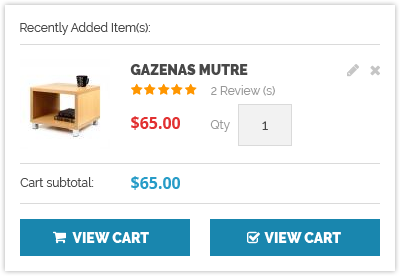 Recently Added Item(s):
GAZENAS MUTRE
2 Review (s)
$65.00 Qty 1
Cart subtotal: $65.00
VIEW CART VIEW CART